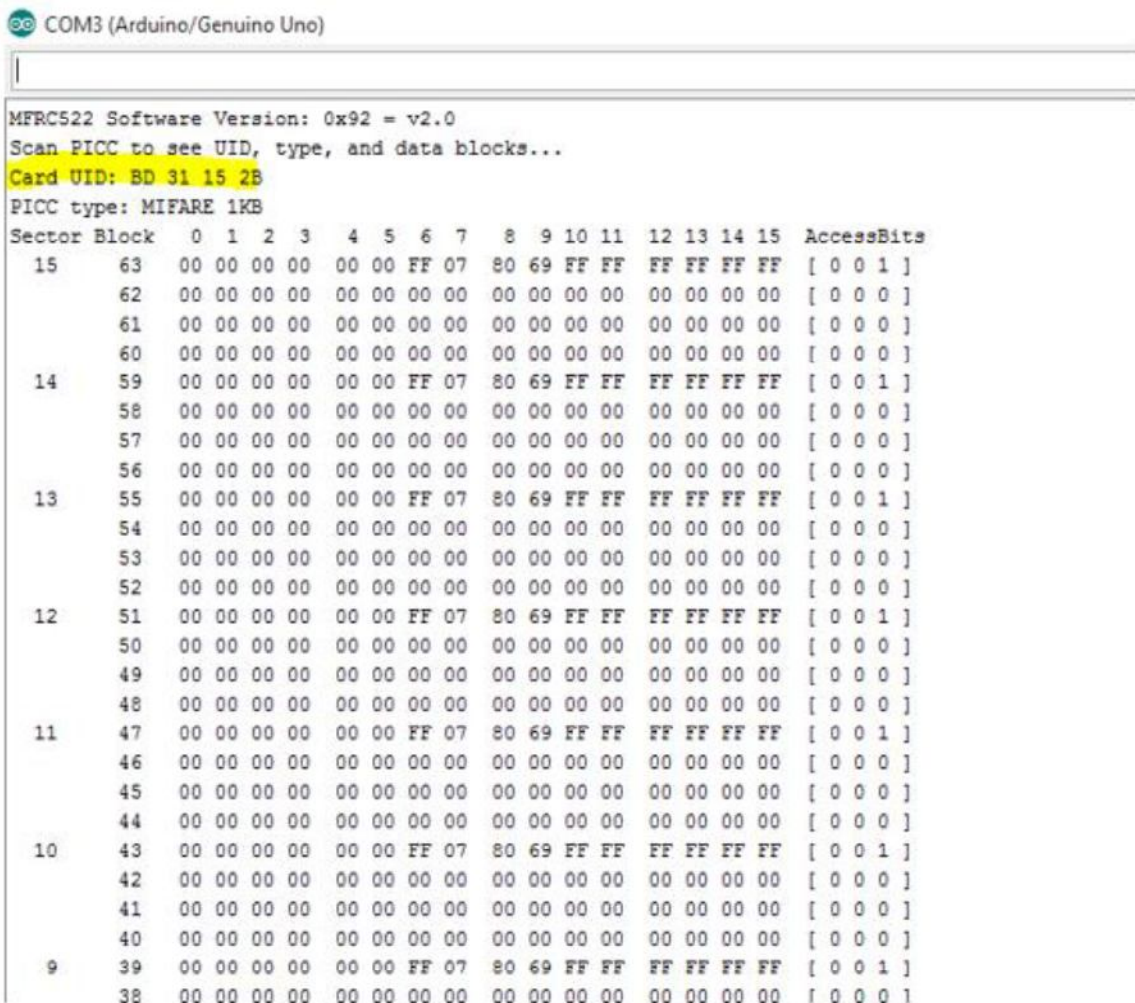 COM3 (Arduino/Genuino Uno)
MFRC522 Software Version: 0x92 = v2.0
Scan PICC to see UID, type, and data blocks...
Card UID: BD 31 15 2B
PICC type: MIFARE 1KB
Sector Block 0 1 2 3 4 5 6 7 8 9 10 11 12 13 14 15 AccessBits
15 63 00 00 00 00 00 00 FF 07 80 69 FF FF FF FF FF FF [ 0 0 1 ]
62 00 00 00 00 00 00 00 00 00 00 00 00 00 00 00 00 [ 0 0 0 ]
61 00 00 00 00 00 00 00 00 00 00 00 00 00 00 00 00 [ 0 0 0 ]
60 00 00 00 00 00 00 00 00 00 00 00 00 00 00 00 00 [ 0 0 0 ]
14 59 00 00 00 00 00 00 FF 07 80 69 FF FF FF FF FF FF [ 0 0 1 ]
58 00 00 00 00 00 00 00 00 00 00 00 00 00 00 00 00 [ 0 0 0 ]
57 00 00 00 00 00 00 00 00 00 00 00 00 00 00 00 00 [ 0 0 0 ]
56 00 00 00 00 00 00 00 00 00 00 00 00 00 00 00 00 [ 0 0 0 ]
13 55 00 00 00 00 00 00 FF 07 80 69 FF FF FF FF FF FF [ 0 0 1 ]
54 00 00 00 00 00 00 00 00 00 00 00 00 00 00 00 00 [ 0 0 0 ]
53 00 00 00 00 00 00 00 00 00 00 00 00 00 00 00 00 [ 0 0 0 ]
52 00 00 00 00 00 00 00 00 00 00 00 00 00 00 00 00 [ 0 0 0 ]
12 51 00 00 00 00 00 00 FF 07 80 69 FF FF FF FF FF FF [ 0 0 1 ]
50 00 00 00 00 00 00 00 00 00 00 00 00 00 00 00 00 [ 0 0 0 ]
49 00 00 00 00 00 00 00 00 00 00 00 00 00 00 00 00 [ 0 0 0 ]
48 00 00 00 00 00 00 00 00 00 00 00 00 00 00 00 00 [ 0 0 0 ]
11 47 00 00 00 00 00 00 FF 07 80 69 FF FF FF FF FF FF [ 0 0 1 ]
46 00 00 00 00 00 00 00 00 00 00 00 00 00 00 00 00 [ 0 0 0 ]
45 00 00 00 00 00 00 00 00 00 00 00 00 00 00 00 00 [ 0 0 0 ]
44 00 00 00 00 00 00 00 00 00 00 00 00 00 00 00 00 [ 0 0 0 ]
10 43 00 00 00 00 00 00 FF 07 80 69 FF FF FF FF FF FF [ 0 0 1 ]
42 00 00 00 00 00 00 00 00 00 00 00 00 00 00 00 00 [ 0 0 0 ]
41 00 00 00 00 00 00 00 00 00 00 00 00 00 00 00 00 [ 0 0 0 ]
40 00 00 00 00 00 00 00 00 00 00 00 00 00 00 00 00 [ 0 0 0 ]
9 39 00 00 00 00 00 00 FF 07 80 69 FF FF FF FF FF FF [ 0 0 1 ]
38 00 00 00 00 00 00 00 00 00 00 00 00 00 00 00 00 [ 0 0 0 ]